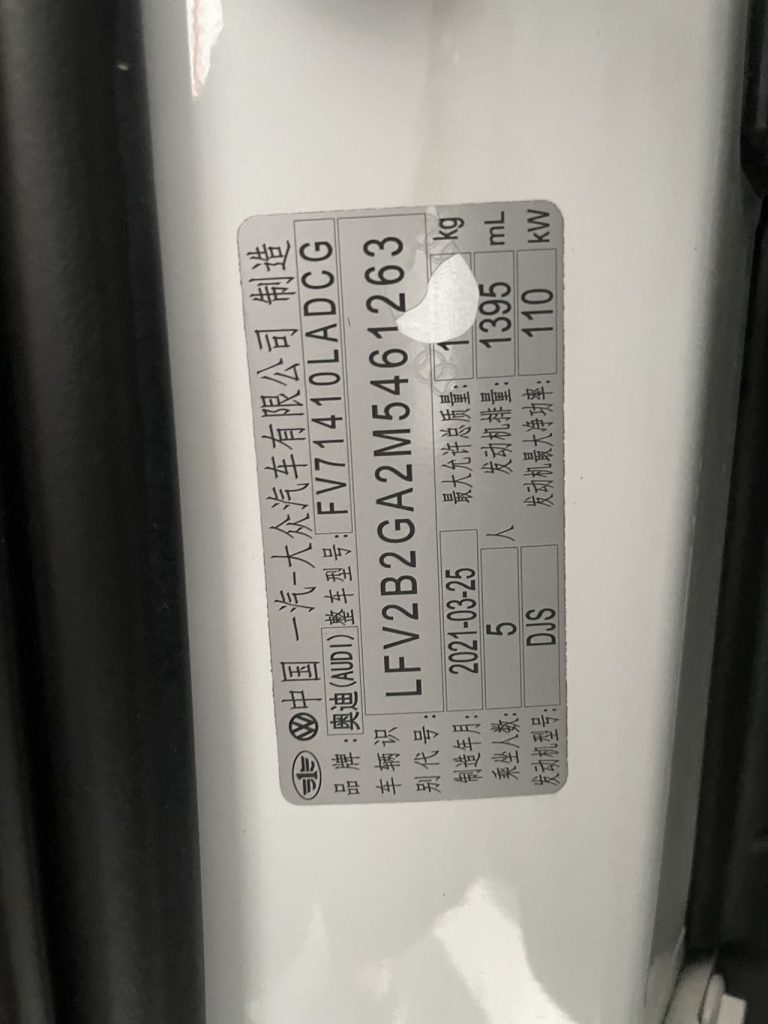 中国 一汽-大众汽车有限公司 制造
品牌: 奥迪(AUDI) 整车型号: FV71410LADCG
车辆识别代号: LFV2B2GA2M5461263
制造年月: 2021-03-25 最大允许总质量: kg
乘坐人数: 5 人 发动机排量: 1395 mL
发动机型号: DJS 发动机最大净功率: 110 kW